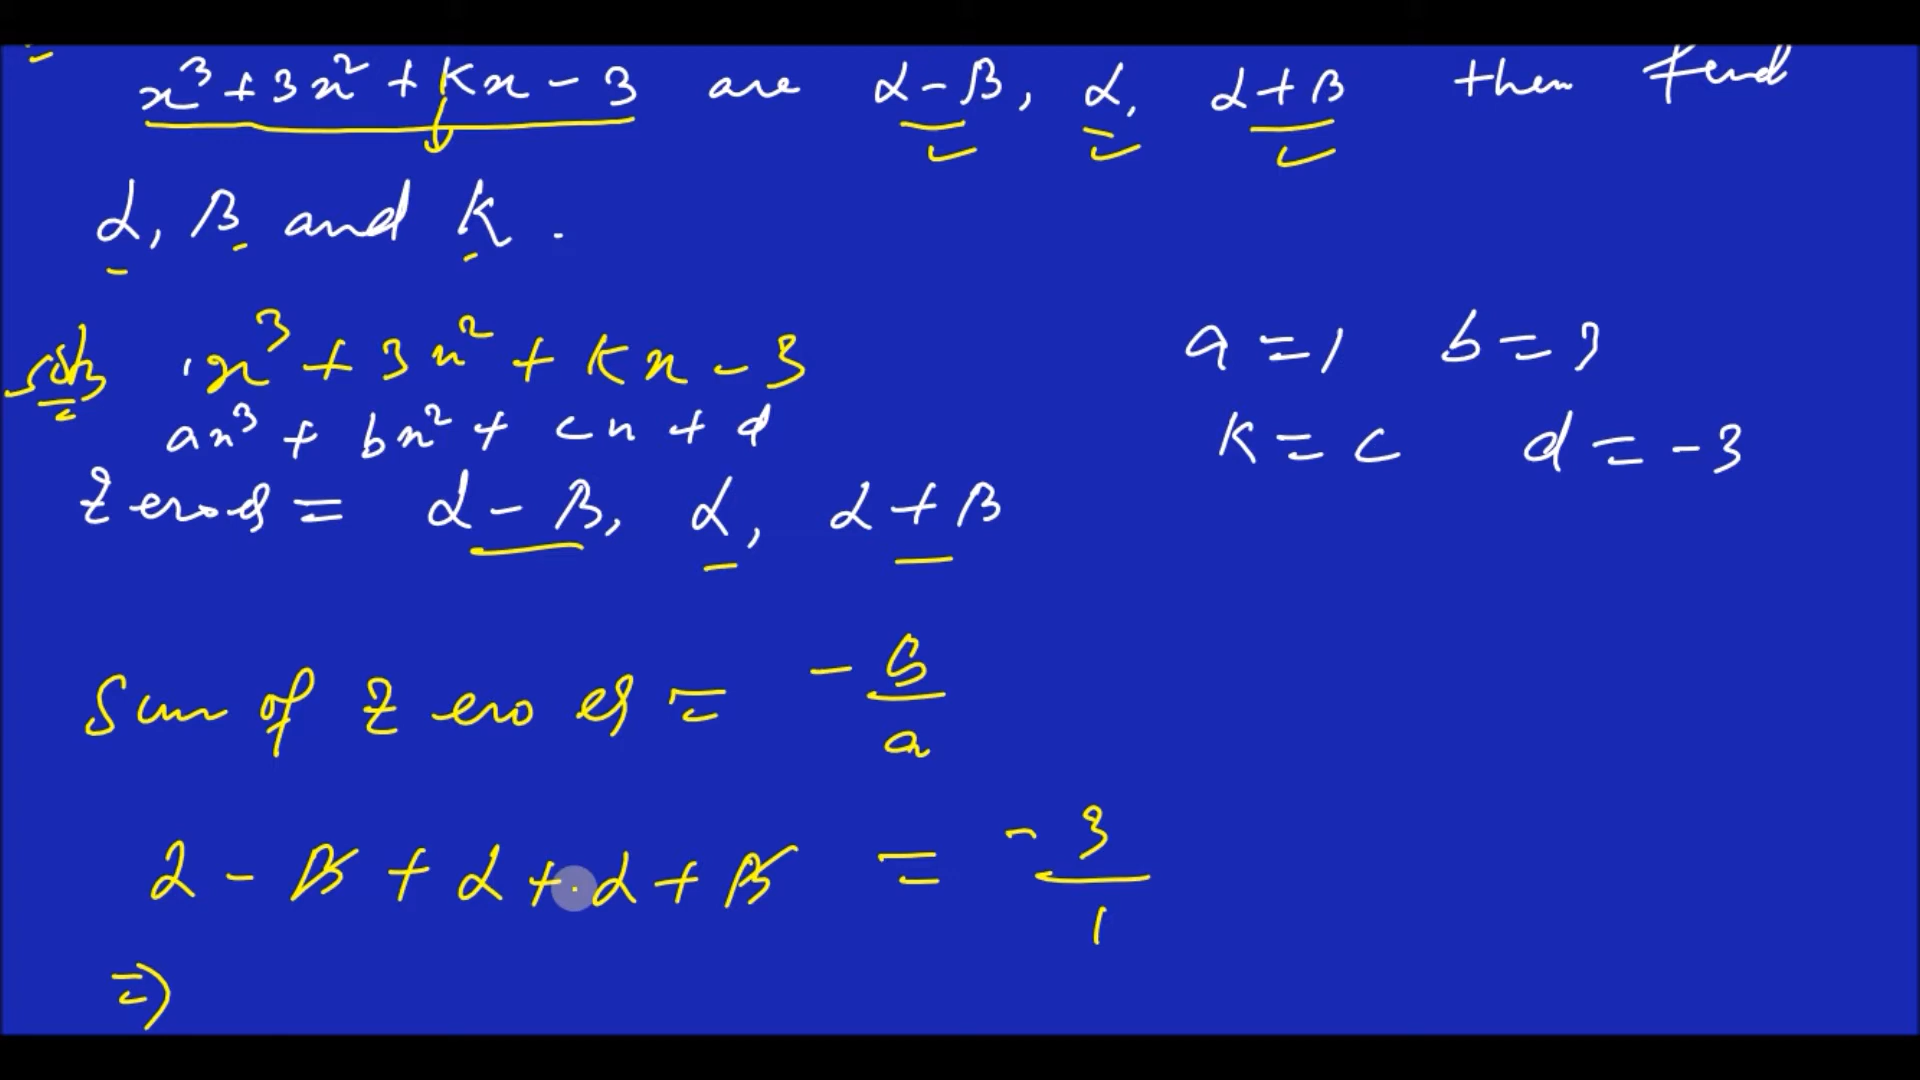 x³ + 3x² + Kx - 3 are α-β, α, α+β then find
α, β and K.
soln x³ + 3x² + Kx - 3
ax³ + bx² + cx + d
a = 1 b = 3
K = c d = -3
Zeroes = α-β, α, α+β
Sum of Zeroes = -b/a
α - β + α + α + β = -3/1
⇒